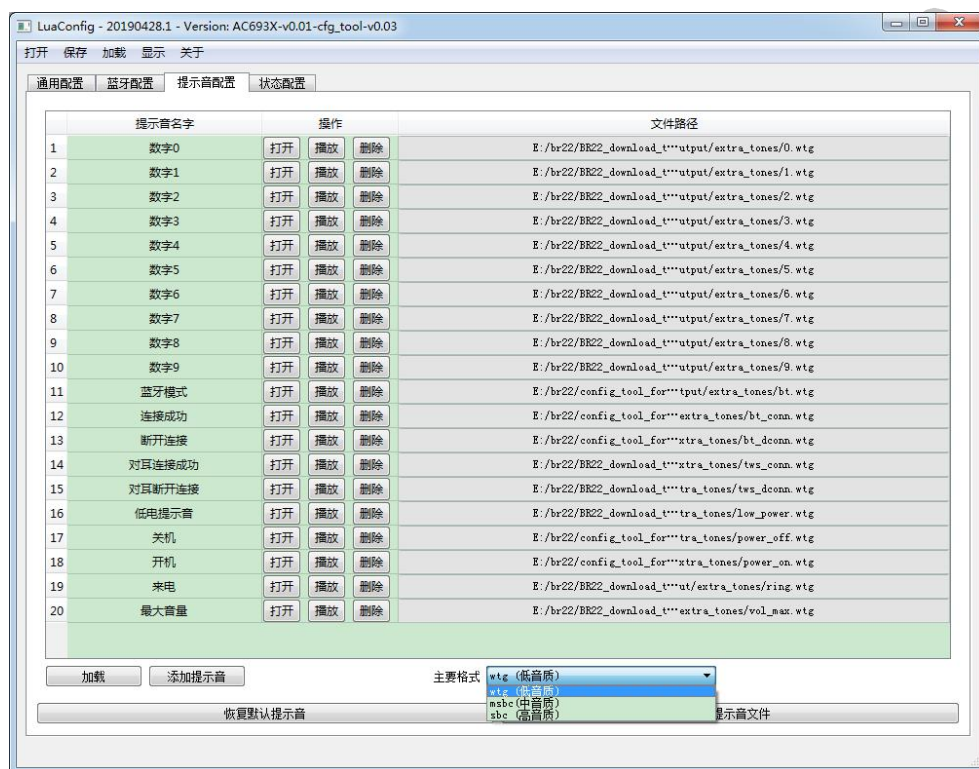 LuaConfig - 20190428.1 - Version: AC693X-v0.01-cfg_tool-v0.03
打开 保存 加载 显示 关于
通用配置 蓝牙配置 提示音配置 状态配置
提示音名字 操作 文件路径
1 数字0 打开 播放 删除 E:/br22/BR22_download_t···utput/extra_tones/0.wtg
2 数字1 打开 播放 删除 E:/br22/BR22_download_t···utput/extra_tones/1.wtg
3 数字2 打开 播放 删除 E:/br22/BR22_download_t···utput/extra_tones/2.wtg
4 数字3 打开 播放 删除 E:/br22/BR22_download_t···utput/extra_tones/3.wtg
5 数字4 打开 播放 删除 E:/br22/BR22_download_t···utput/extra_tones/4.wtg
6 数字5 打开 播放 删除 E:/br22/BR22_download_t···utput/extra_tones/5.wtg
7 数字6 打开 播放 删除 E:/br22/BR22_download_t···utput/extra_tones/6.wtg
8 数字7 打开 播放 删除 E:/br22/BR22_download_t···utput/extra_tones/7.wtg
9 数字8 打开 播放 删除 E:/br22/BR22_download_t···utput/extra_tones/8.wtg
10 数字9 打开 播放 删除 E:/br22/BR22_download_t···utput/extra_tones/9.wtg
11 蓝牙模式 打开 播放 删除 E:/br22/config_tool_for···tput/extra_tones/bt.wtg
12 连接成功 打开 播放 删除 E:/br22/config_tool_for···extra_tones/bt_conn.wtg
13 断开连接 打开 播放 删除 E:/br22/config_tool_for···xtra_tones/bt_dconn.wtg
14 对耳连接成功 打开 播放 删除 E:/br22/BR22_download_t···xtra_tones/tws_conn.wtg
15 对耳断开连接 打开 播放 删除 E:/br22/BR22_download_t···tra_tones/tws_dconn.wtg
16 低电提示音 打开 播放 删除 E:/br22/BR22_download_t···tra_tones/low_power.wtg
17 关机 打开 播放 删除 E:/br22/config_tool_for···tra_tones/power_off.wtg
18 开机 打开 播放 删除 E:/br22/config_tool_for···xtra_tones/power_on.wtg
19 来电 打开 播放 删除 E:/br22/BR22_download_t···ut/extra_tones/ring.wtg
20 最大音量 打开 播放 删除 E:/br22/BR22_download_t···extra_tones/vol_max.wtg
加载 添加提示音 主要格式 wtg (低音质)
wtg (低音质)
msbc(中音质)
sbc (高音质)
恢复默认提示音 提示音文件